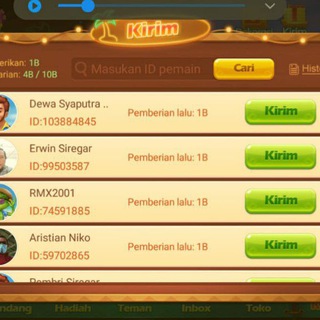 Kirim
erikan: 1B
arian: 4B / 10B
Masukan ID pemain
Cari
Hist
Dewa Syaputra ..
ID:103884845
Pemberian lalu: 1B
Kirim
Erwin Siregar
ID:99503587
Pemberian lalu: 1B
Kirim
RMX2001
ID:74591885
Pemberian lalu: 1B
Kirim
Aristian Niko
ID:59702865
Pemberian lalu: 1B
Kirim
Siregar
ndang
Hadiah
Teman
Inbox
Toko